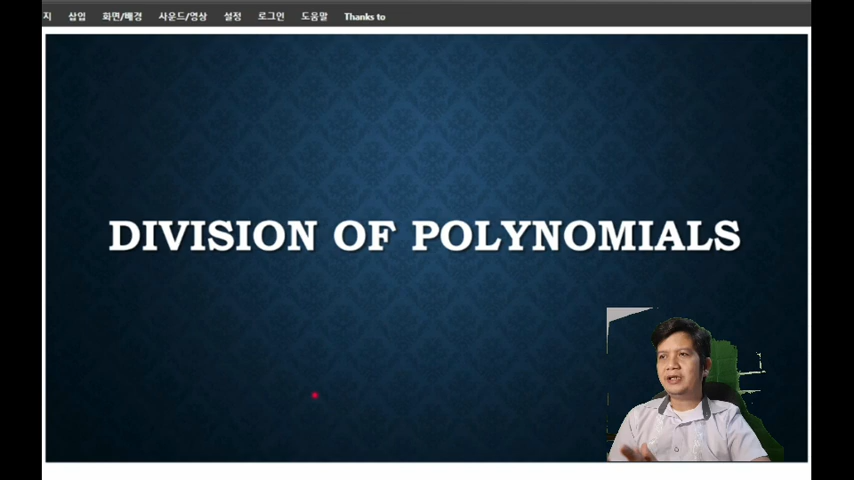 지 삽입 화면/배경 사운드/영상 설정 로그인 도움말 Thanks to
DIVISION OF POLYNOMIALS